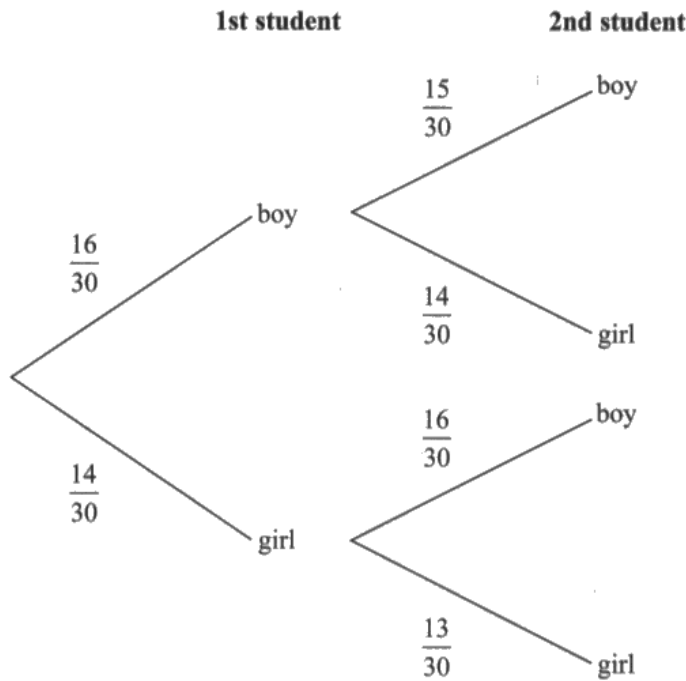 1st student 2nd student
15/30
boy
16/30
boy
14/30
girl
16/30
boy
14/30
girl
13/30
girl